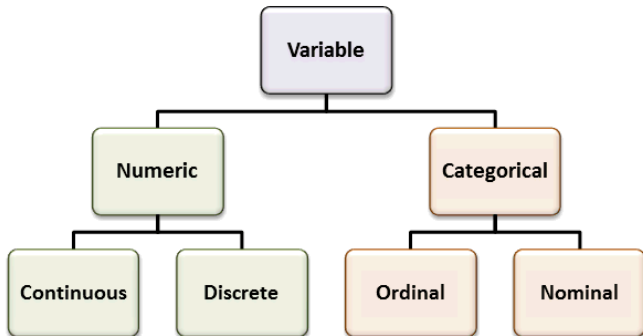 Variable
Numeric
Categorical
Continuous
Discrete
Ordinal
Nominal